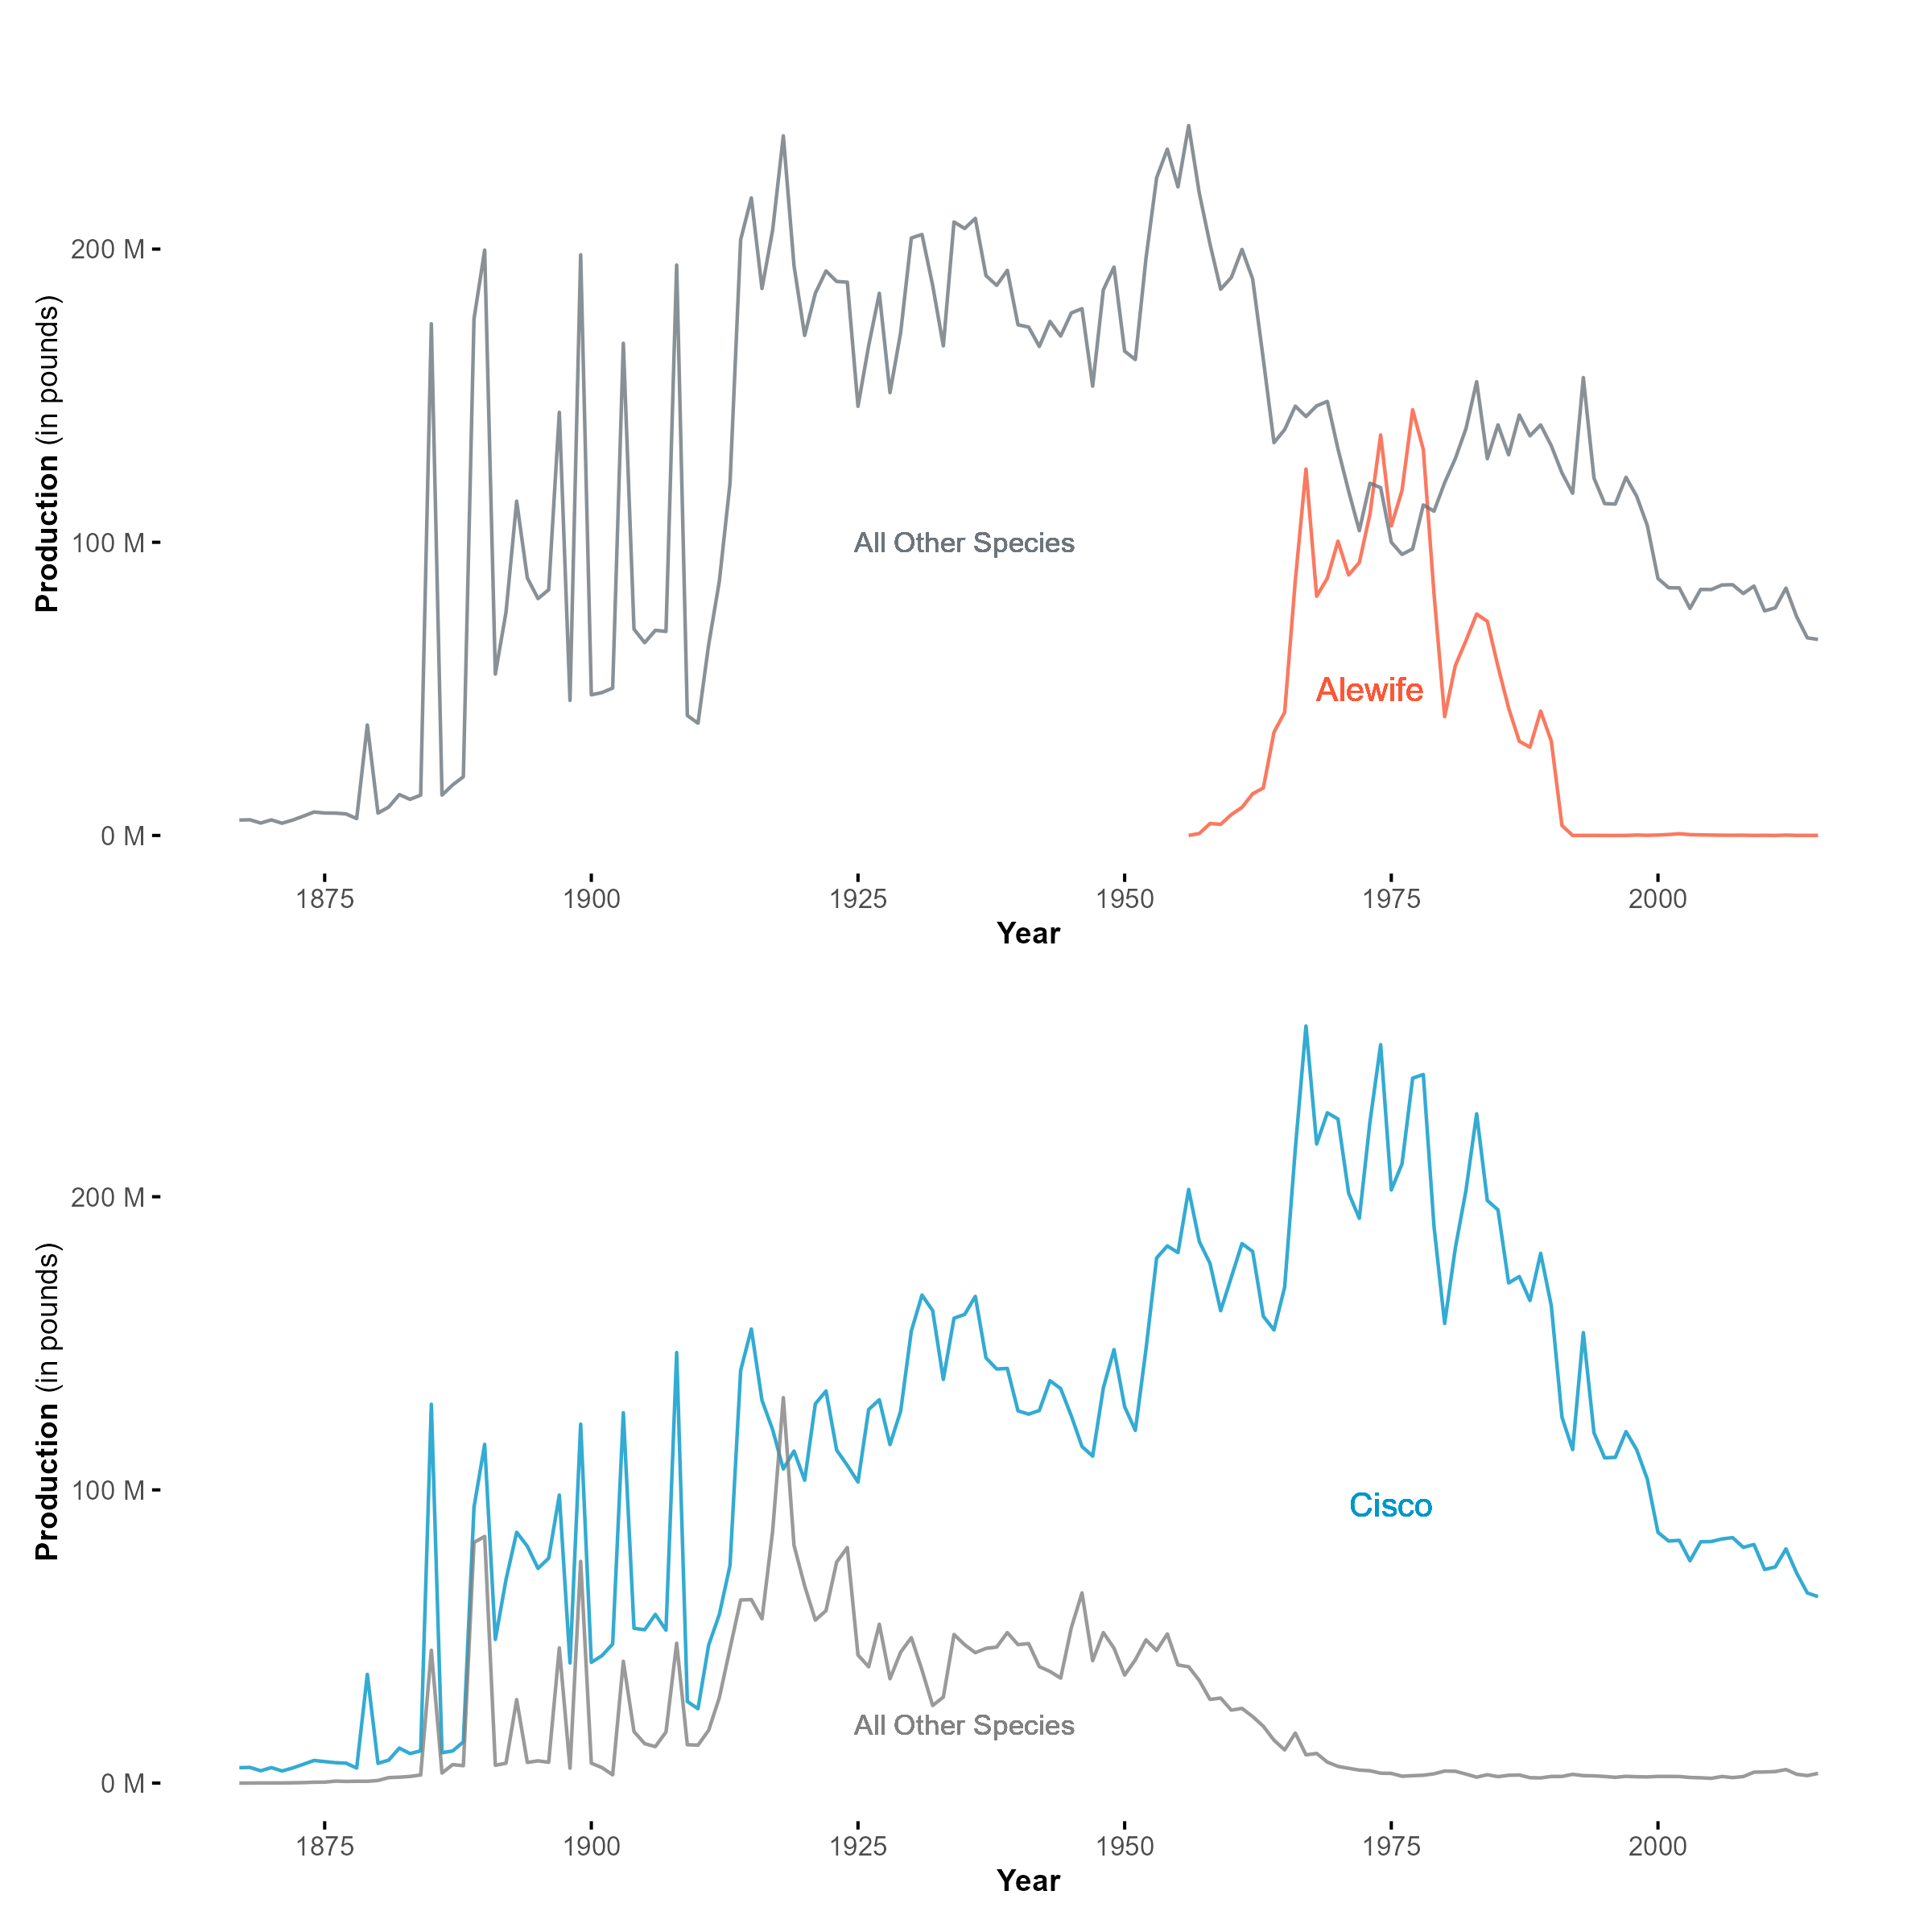 200 M
100 M
0 M
Production (in pounds)
All Other Species
Alewife
1875 1900 1925 1950 1975 2000
Year
200 M
100 M
0 M
Production (in pounds)
Cisco
All Other Species
1875 1900 1925 1950 1975 2000
Year